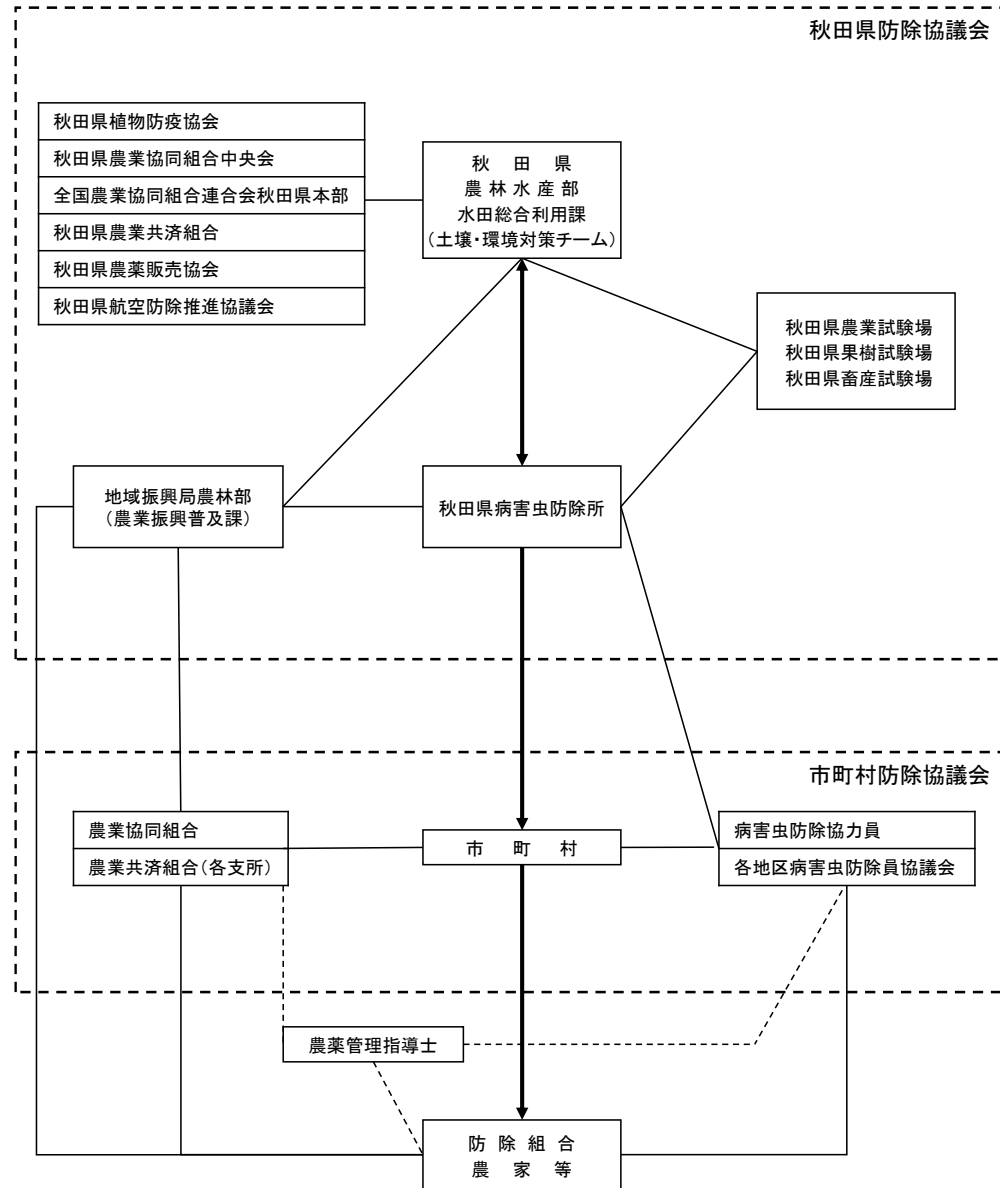 秋田県防除協議会
秋田県植物防疫協会
秋田県農業協同組合中央会
全国農業協同組合連合会秋田県本部
秋田県農業共済組合
秋田県農薬販売協会
秋田県航空防除推進協議会
秋田県
農林水産部
水田総合利用課
(土壌・環境対策チーム)
秋田県農業試験場
秋田県果樹試験場
秋田県畜産試験場
地域振興局農林部
(農業振興普及課)
秋田県病害虫防除所
市町村防除協議会
農業協同組合
農業共済組合(各支所)
市町村
病害虫防除協力員
各地区病害虫防除員協議会
農薬管理指導士
防除組合
農家等